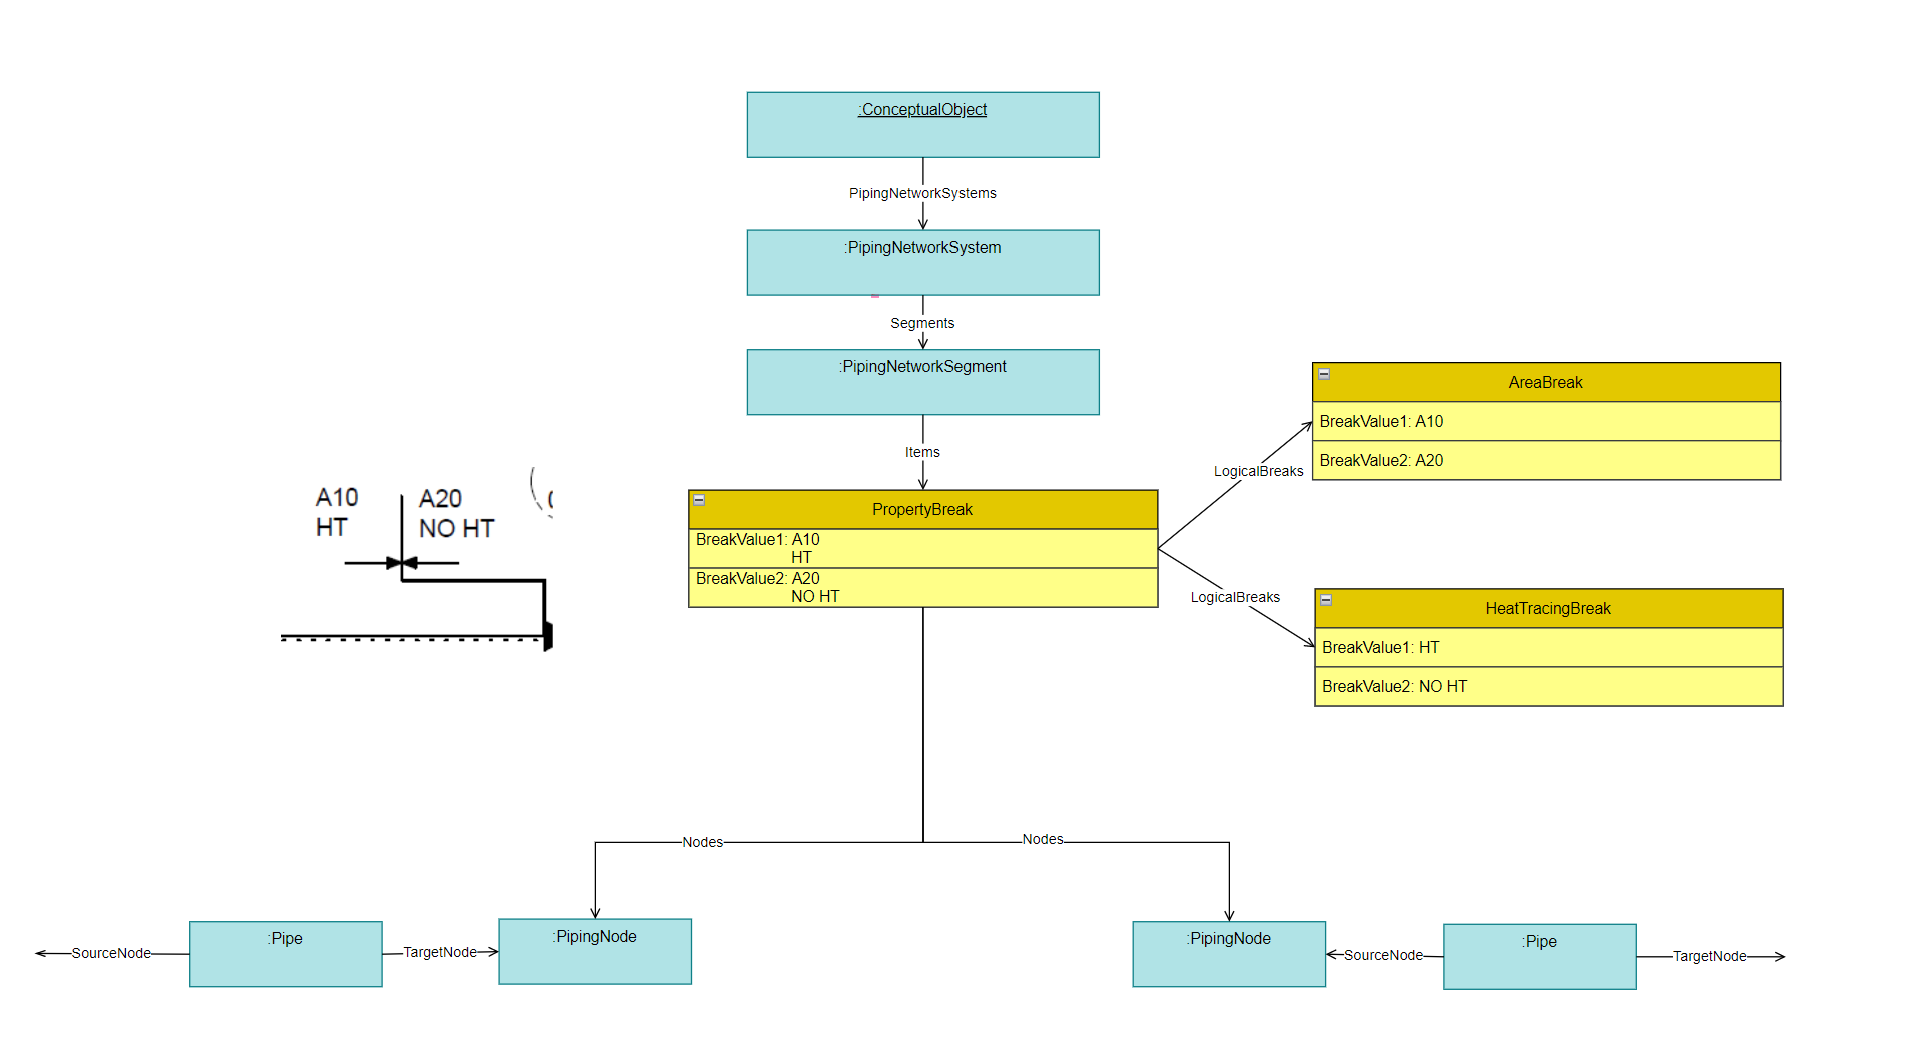 :ConceptualObject
PipingNetworkSystems
:PipingNetworkSystem
Segments
:PipingNetworkSegment
Items
PropertyBreak
BreakValue1: A10
HT
BreakValue2: A20
NO HT
LogicalBreaks
LogicalBreaks
AreaBreak
BreakValue1: A10
BreakValue2: A20
HeatTracingBreak
BreakValue1: HT
BreakValue2: NO HT
A10
HT
A20
NO HT
Nodes
Nodes
SourceNode
:Pipe
TargetNode
:PipingNode
:PipingNode
SourceNode
:Pipe
TargetNode